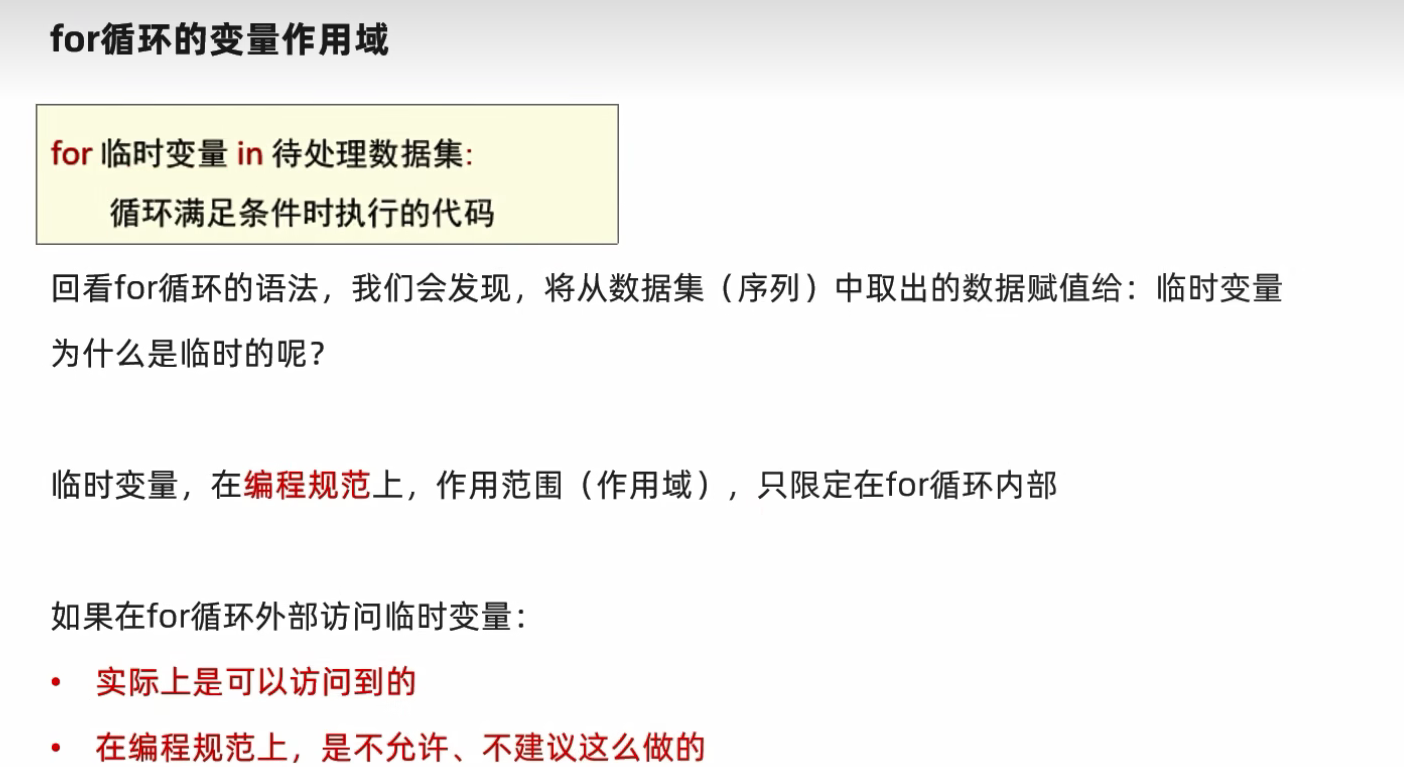 for循环的变量作用域
for 临时变量 in 待处理数据集:
循环满足条件时执行的代码
回看for循环的语法，我们会发现，将从数据集（序列）中取出的数据赋值给：临时变量
为什么是临时的呢？
临时变量，在编程规范上，作用范围（作用域），只限定在for循环内部
如果在for循环外部访问临时变量：
• 实际上是可以访问到的
• 在编程规范上，是不允许、不建议这么做的